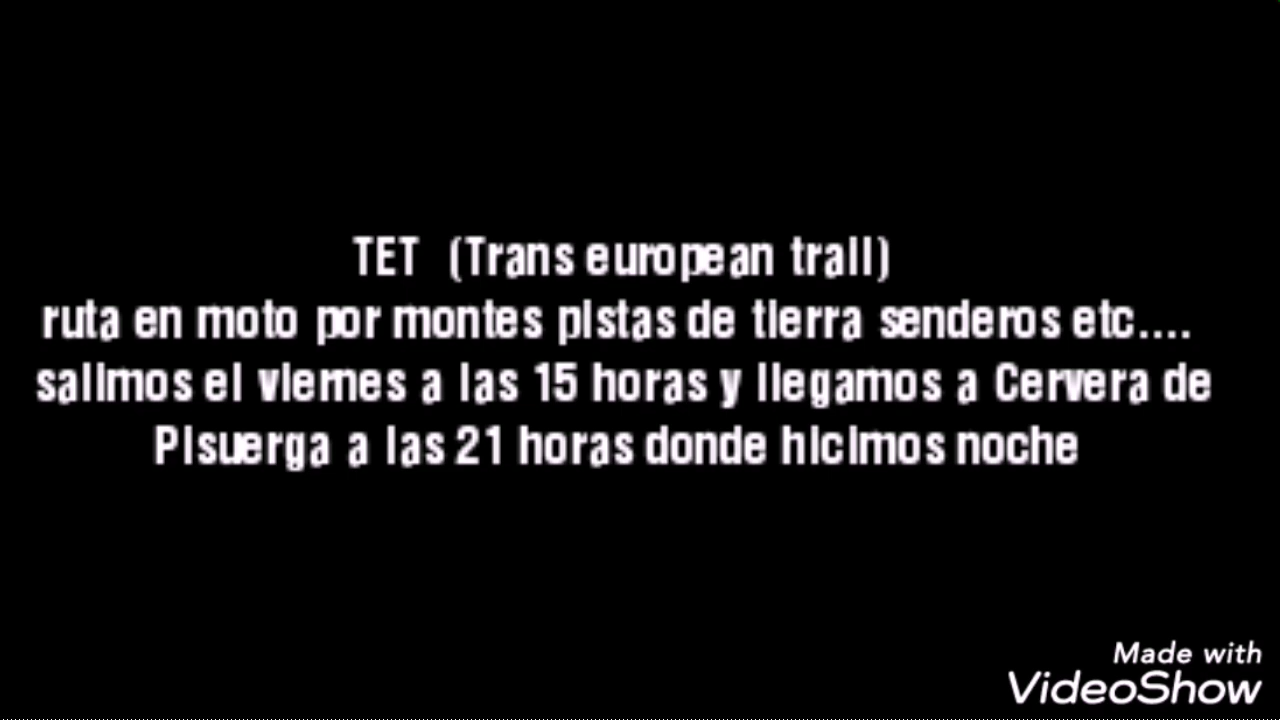 TET (Trans european trail)
ruta en moto por montes pistas de tierra senderos etc....
salimos el viernes a las 15 horas y llegamos a Cervera de
Pisuerga a las 21 horas donde hicimos noche
Made with
VideoShow